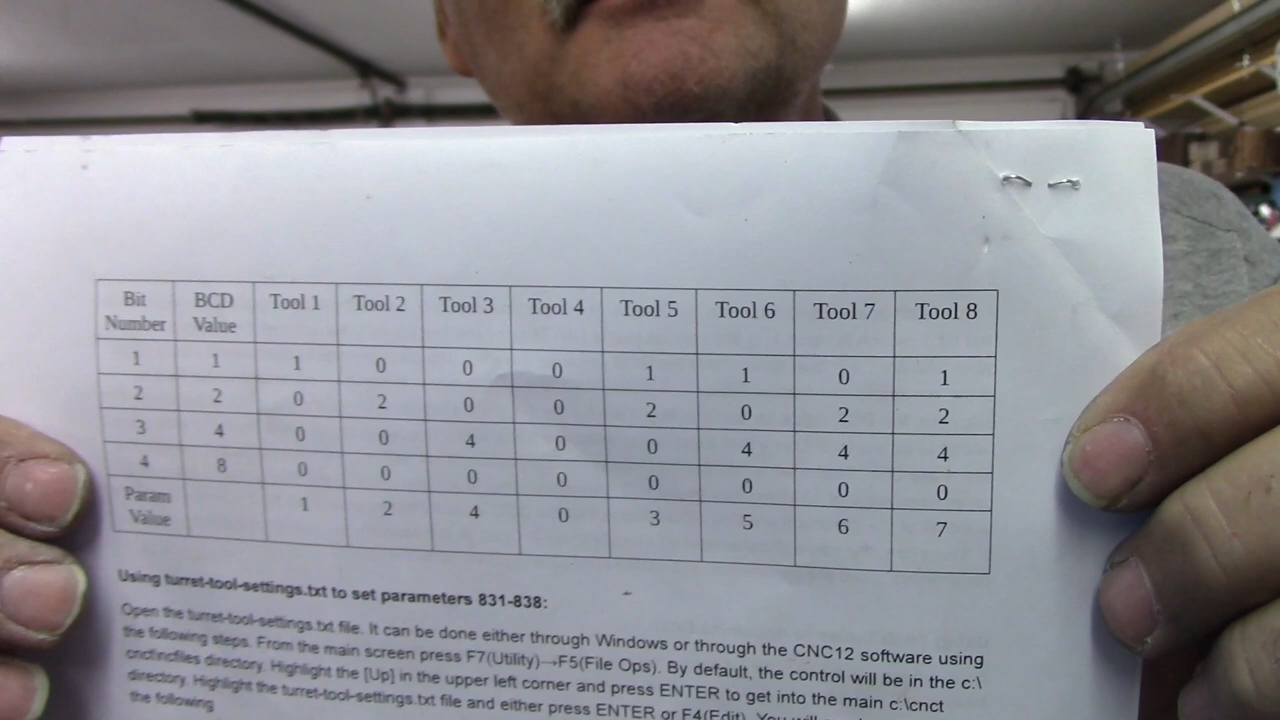 Bit Number BCD Value Tool 1 Tool 2 Tool 3 Tool 4 Tool 5 Tool 6 Tool 7 Tool 8
1 1 1 0 0 0 1 1 0 1
2 2 0 2 0 0 2 0 2 2
3 4 0 0 4 0 0 4 4 4
4 8 0 0 0 0 0 0 0 0
Param Value 1 2 4 0 3 5 6 7
Using turret-tool-settings.txt to set parameters 831-838:
Open the turret-tool-settings.txt file. It can be done either through Windows or through the CNC12 software using
the following steps. From the main screen press F7(Utility)→F5(File Ops). By default, the control will be in the c:\
cnc\ncfiles directory. Highlight the [Up] in the upper left corner and press ENTER to get into the main c:\cnct
directory. Highlight the turret-tool-settings.txt file and either press ENTER or F4(Edit). You will
the following